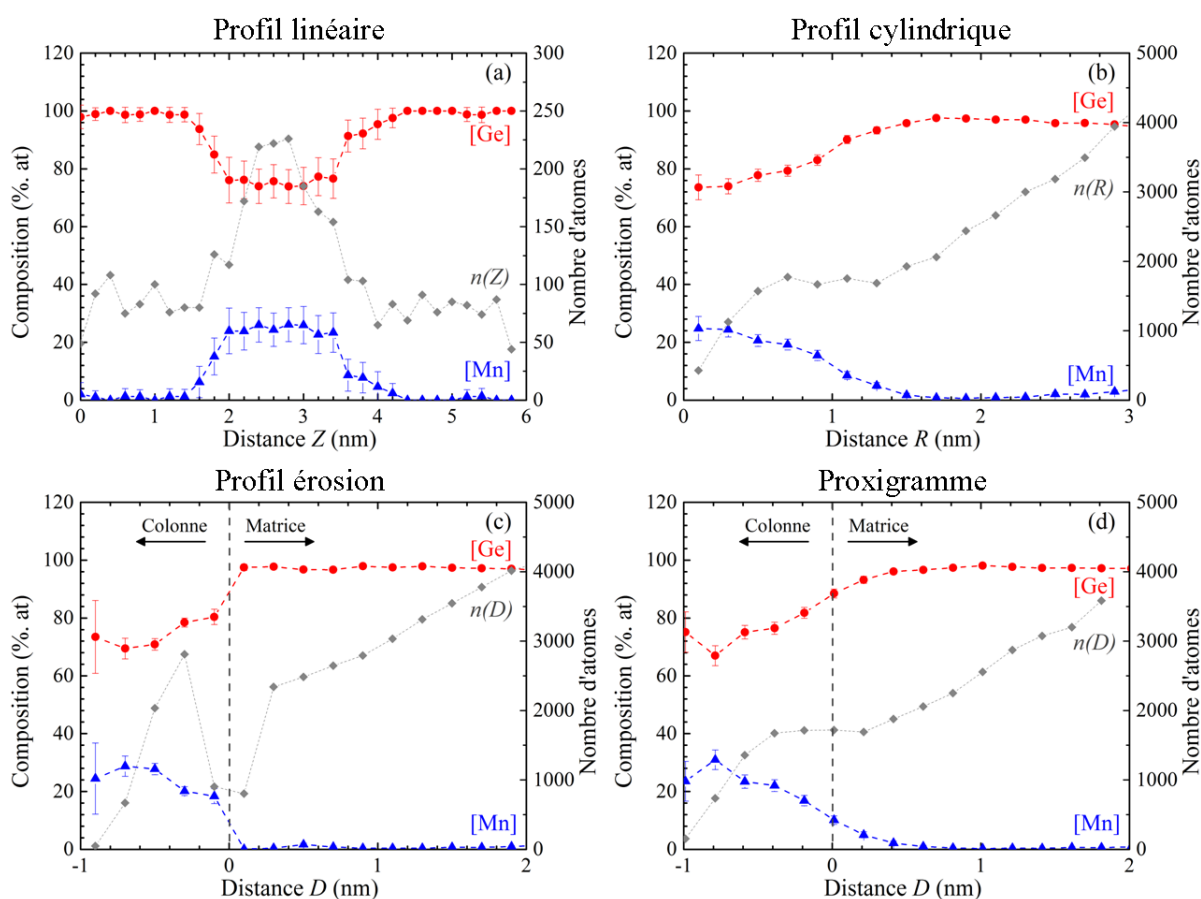 Profil linéaire
120
100
80
60
40
20
0
Composition (%. at)
(a)
[Ge]
n(Z)
[Mn]
300
250
200
150
100
50
0
Nombre d'atomes
0 1 2 3 4 5 6
Distance Z (nm)
Profil cylindrique
120
100
80
60
40
20
0
Composition (%. at)
(b)
[Ge]
n(R)
[Mn]
5000
4000
3000
2000
1000
0
Nombre d'atomes
0 1 2 3
Distance R (nm)
Profil érosion
120
100
80
60
40
20
0
Composition (%. at)
Colonne Matrice (c)
[Ge]
n(D)
[Mn]
5000
4000
3000
2000
1000
0
Nombre d'atomes
-1 0 1 2
Distance D (nm)
Proxigramme
120
100
80
60
40
20
0
Composition (%. at)
Colonne Matrice (d)
[Ge]
n(D)
[Mn]
5000
4000
3000
2000
1000
0
Nombre d'atomes
-1 0 1 2
Distance D (nm)